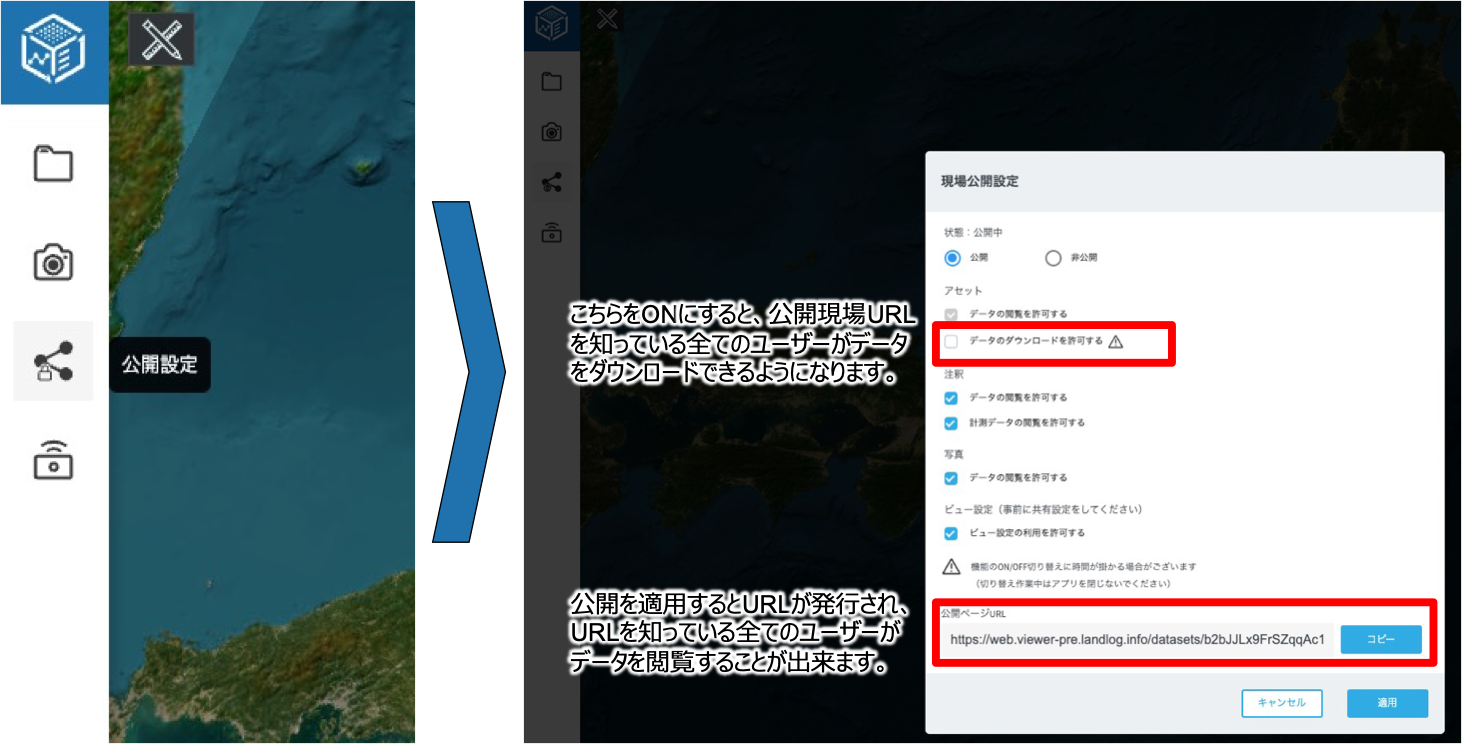 公開設定
こちらをONにすると、公開現場URL
を知っている全てのユーザーがデータ
をダウンロードできるようになります。
公開を適用するとURLが発行され、
URLを知っている全てのユーザーが
データを閲覧することが出来ます。
現場公開設定
状態：公開中
公開
非公開
アセット
データの閲覧を許可する
データのダウンロードを許可する
注釈
データの閲覧を許可する
計測データの閲覧を許可する
写真
データの閲覧を許可する
ビュー設定（事前に共有設定をしてください）
ビュー設定の利用を許可する
機能のON/OFF切り替えに時間が掛かる場合がございます
（切り替え作業中はアプリを閉じないでください）
公開ページURL
https://web.viewer-pre.landlog.info/datasets/b2bJJLx9FrSZqqAc1
コピー
キャンセル
適用